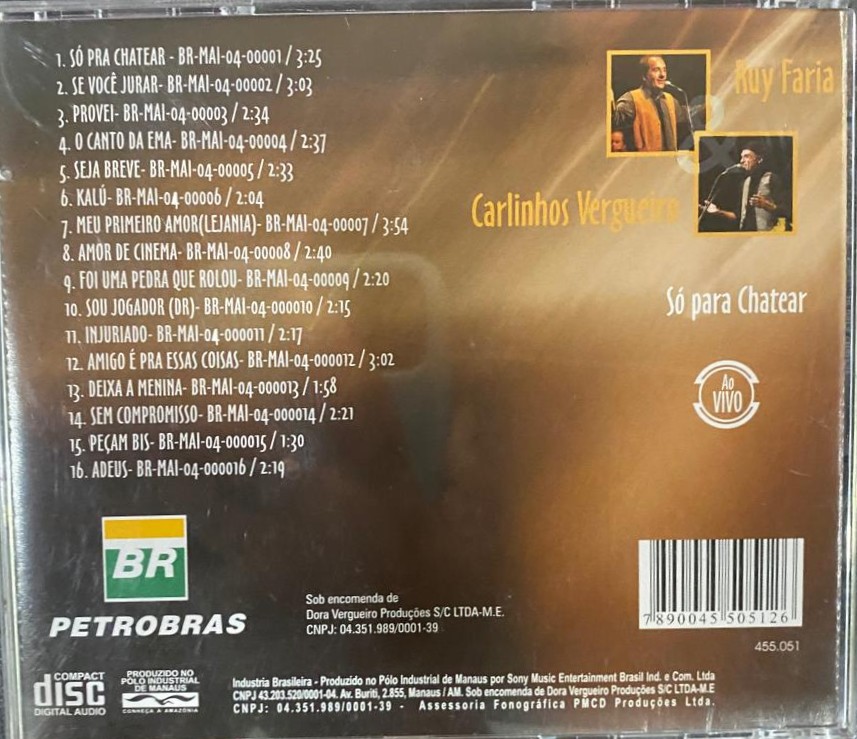 1. SÓ PRA CHATEAR - BR-MAI-04-00001 / 3:25
2. SE VOCÊ JURAR- BR-MAI-04-00002 / 3:03
3. PROVEI- BR-MAI-04-00003 / 2:34
4. O CANTO DA EMA- BR-MAI-04-00004 / 2:37
5. SEJA BREVE- BR-MAI-04-00005 / 2:33
6. KALÚ- BR-MAI-04-00006 / 2:04
7. MEU PRIMEIRO AMOR(LEJANIA)- BR-MAI-04-00007 / 3:54
8. AMOR DE CINEMA- BR-MAI-04-00008 / 2:40
9. FOI UMA PEDRA QUE ROLOU- BR-MAI-04-00009 / 2:20
10. SOU JOGADOR (DR)- BR-MAI-04-000010 / 2:15
11. INJURIADO- BR-MAI-04-000011 / 2:17
12. AMIGO É PRA ESSAS COISAS- BR-MAI-04-000012 / 3:02
13. DEIXA A MENINA- BR-MAI-04-000013 / 1:58
14. SEM COMPROMISSO- BR-MAI-04-000014 / 2:21
15. PEÇAM BIS- BR-MAI-04-000015 / 1:30
16. ADEUS- BR-MAI-04-000016 / 2:19
Ruy Faria
&
Carlinhos Vergueiro
Só para Chatear
Ao
VIVO
BR
PETROBRAS
Sob encomenda de
Dora Vergueiro Produções S/C LTDA-M.E.
CNPJ: 04.351.989/0001-39
7 890045 505126
455.051
COMPACT
disc
DIGITAL AUDIO
PRODUZIDO NO
PÓLO INDUSTRIAL
DE MANAUS
CONHEÇA A AMAZÔNIA
Industria Brasileira - Produzido no Pólo Industrial de Manaus por Sony Music Entertainment Brasil Ind. e Com. Ltda
CNPJ 43.203.520/0001-04. Av. Buriti, 2.855, Manaus / AM. Sob encomenda de Dora Vergueiro Produções S/C LTDA-M.E
CNPJ: 04.351.989/0001-39 - Assessoria Fonográfica PMCD Produções Ltda.